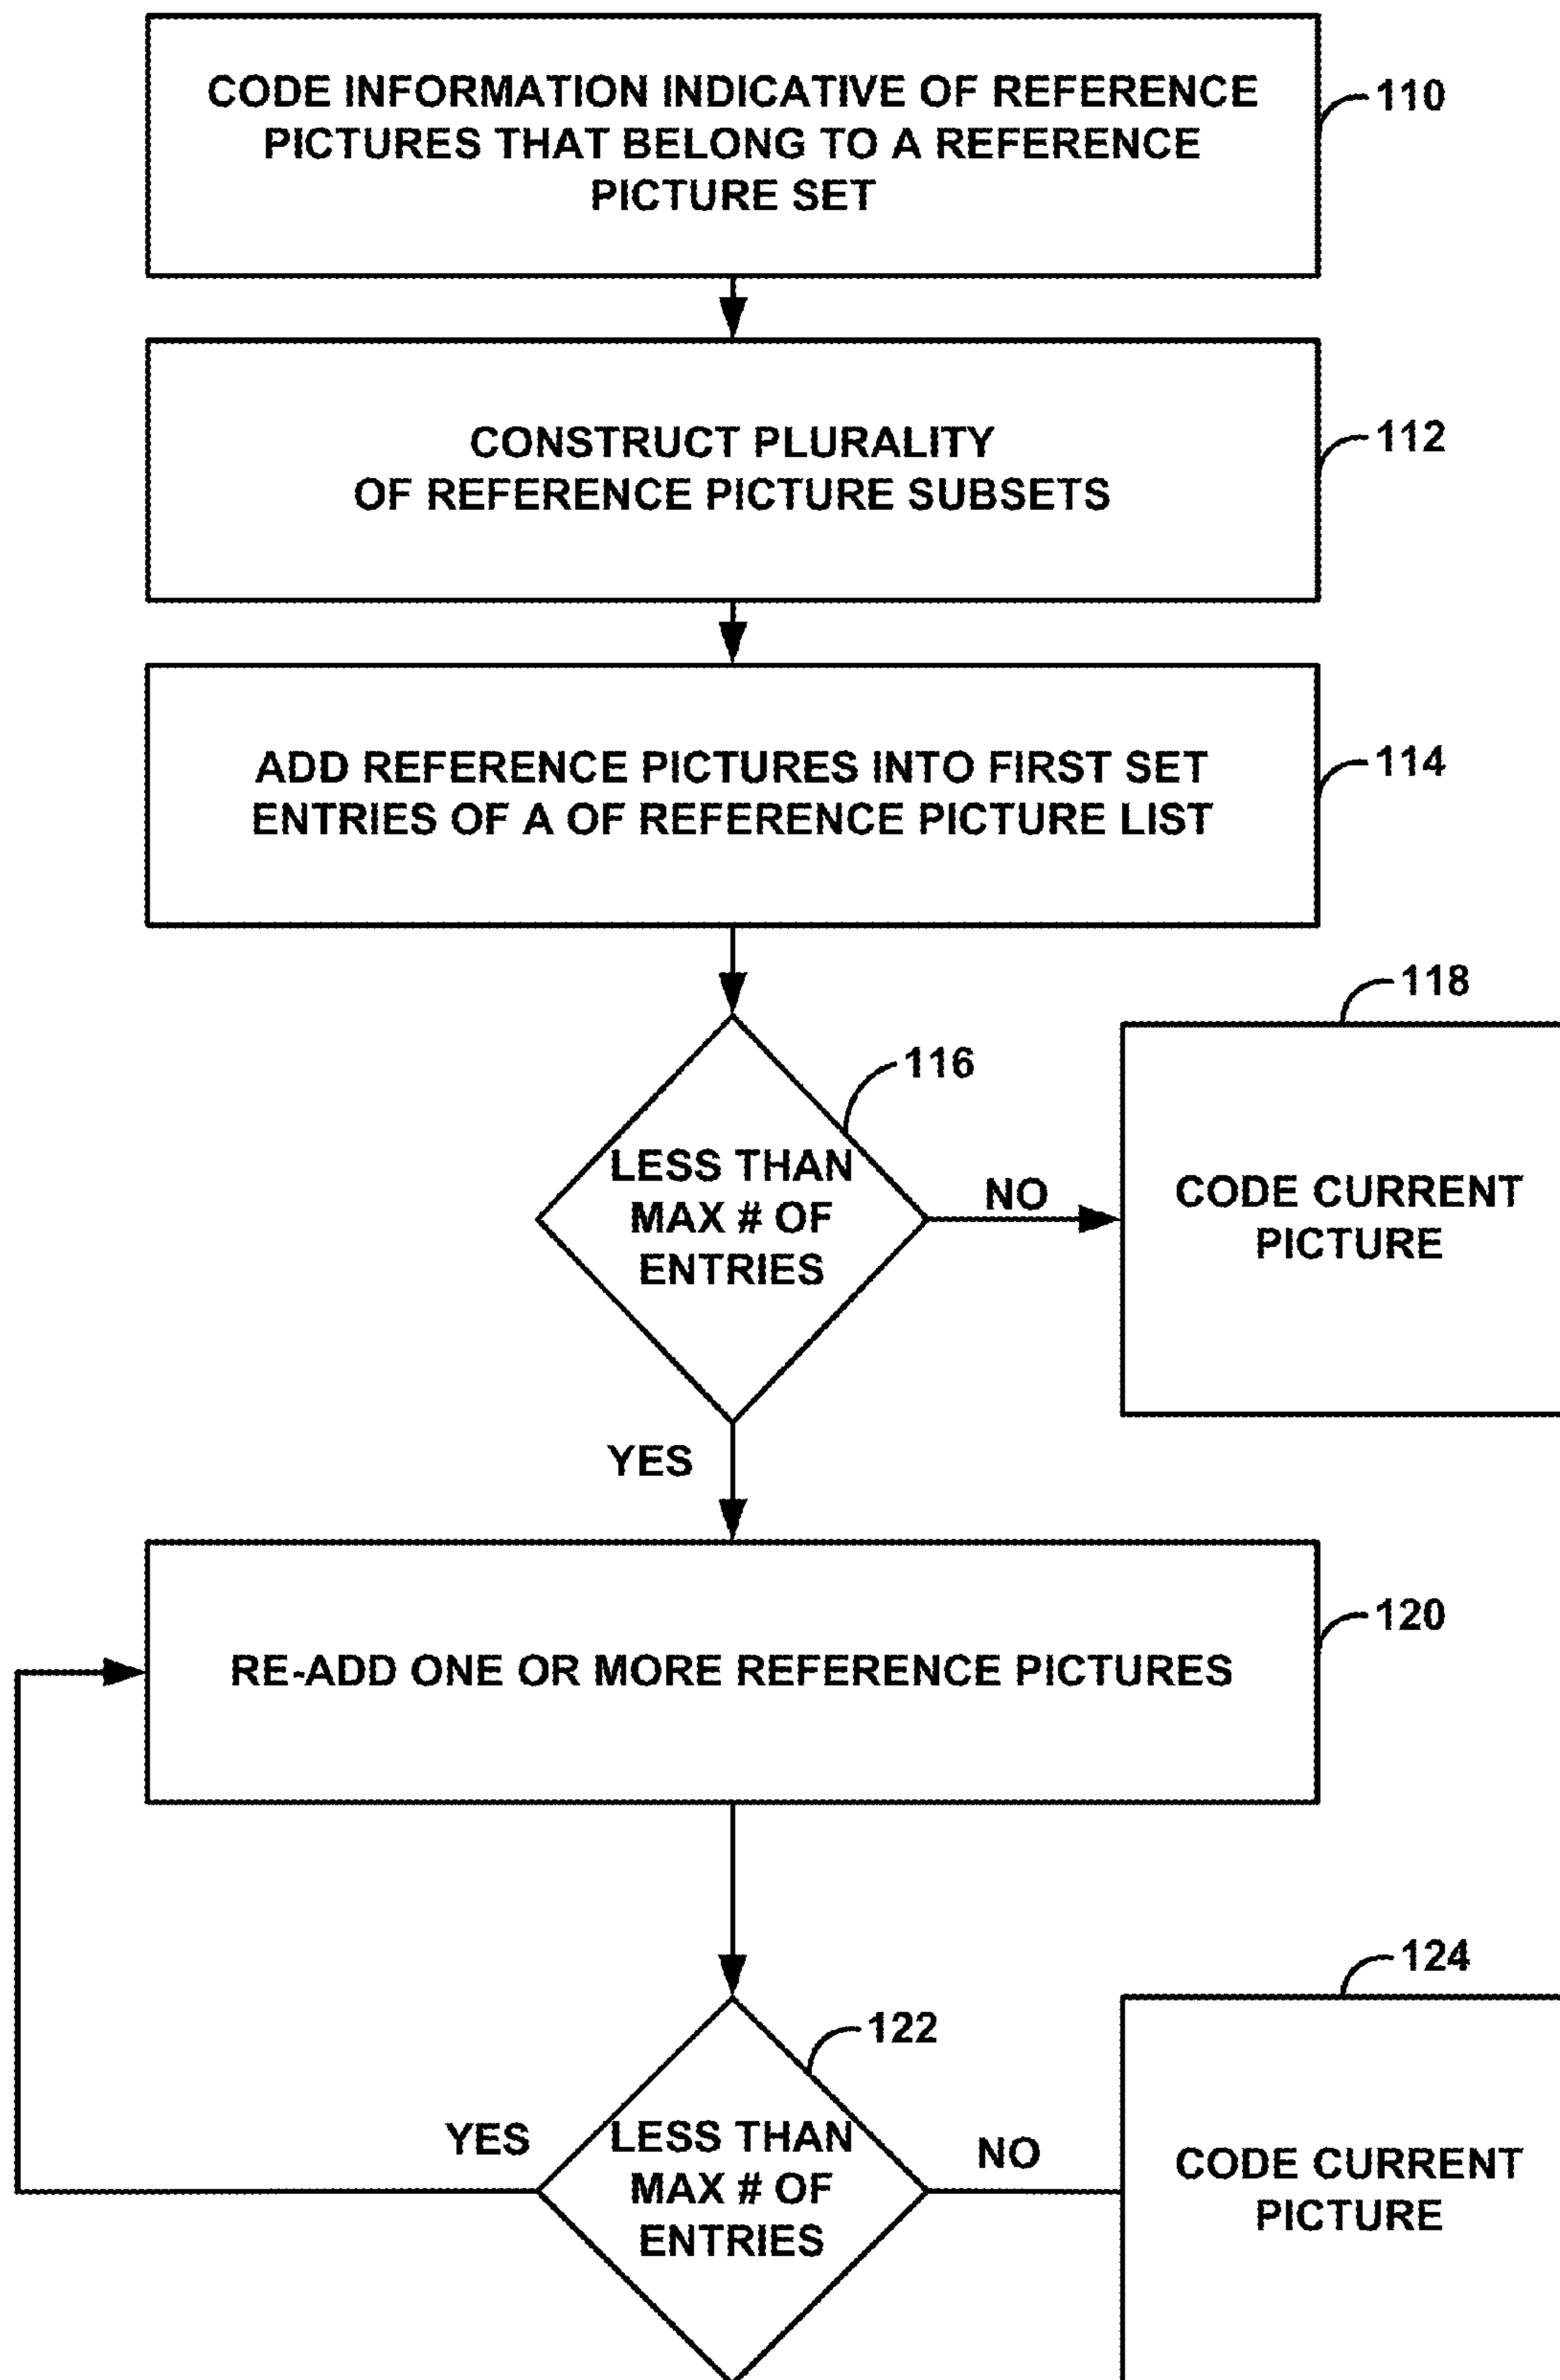 CODE INFORMATION INDICATIVE OF REFERENCE
PICTURES THAT BELONG TO A REFERENCE
PICTURE SET
110
CONSTRUCT PLURALITY
OF REFERENCE PICTURE SUBSETS
112
ADD REFERENCE PICTURES INTO FIRST SET
ENTRIES OF A OF REFERENCE PICTURE LIST
114
118
116
LESS THAN
MAX # OF
ENTRIES
NO
CODE CURRENT
PICTURE
YES
RE-ADD ONE OR MORE REFERENCE PICTURES
120
124
122
YES
LESS THAN
MAX # OF
ENTRIES
NO
CODE CURRENT
PICTURE